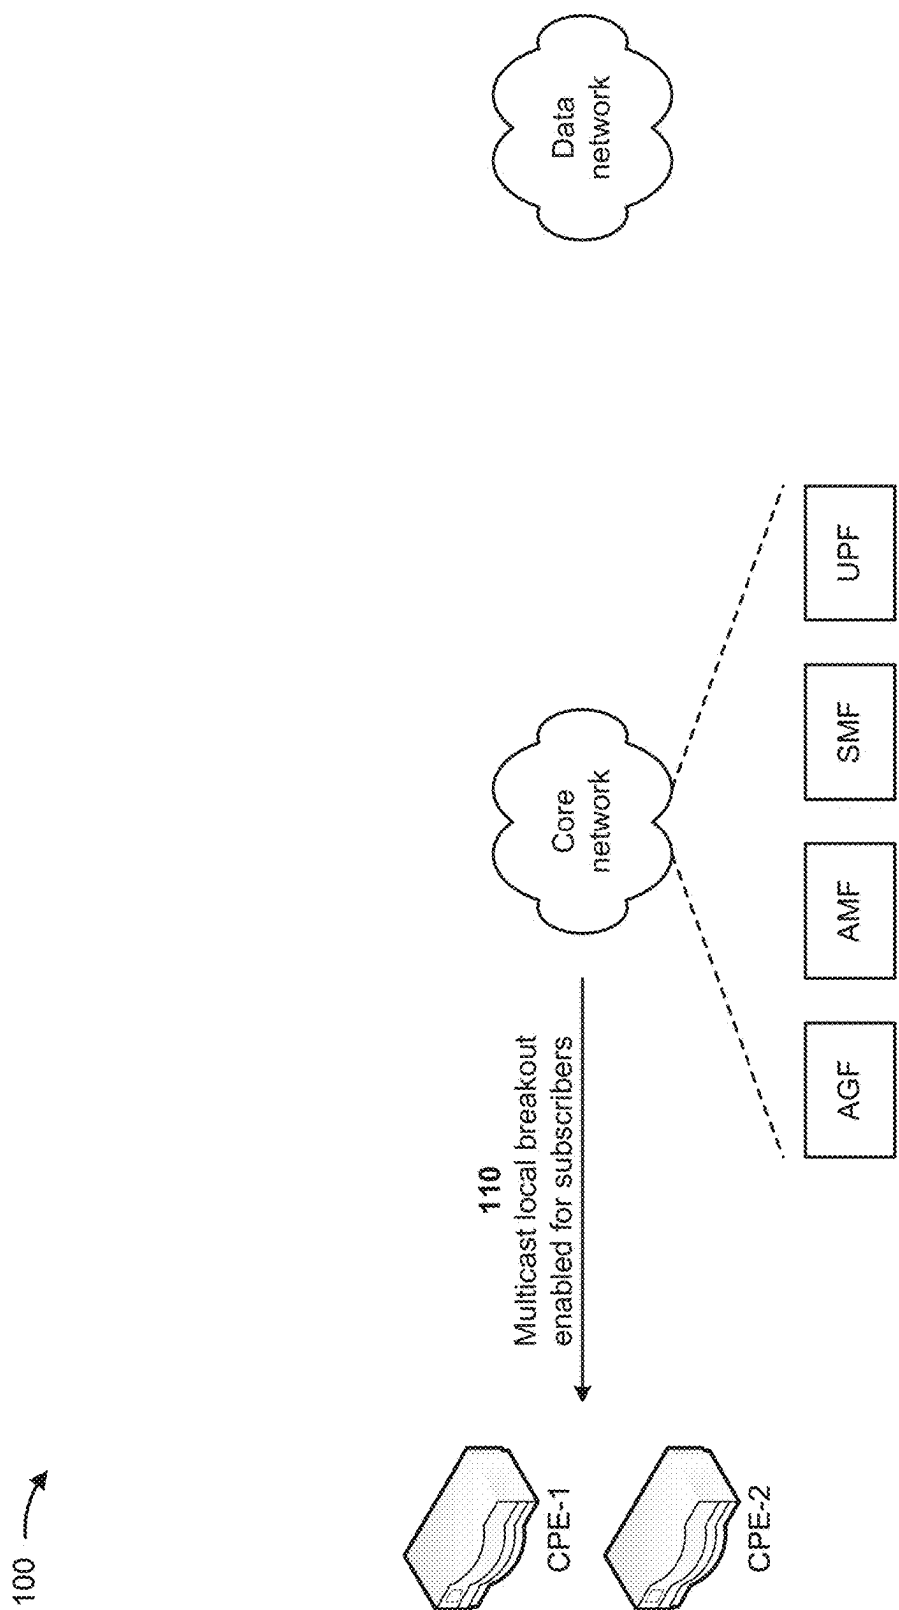 100
110
Multicast local breakout
enabled for subscribers
CPE-1
CPE-2
Core
network
Data
network
AGF
AMF
SMF
UPF